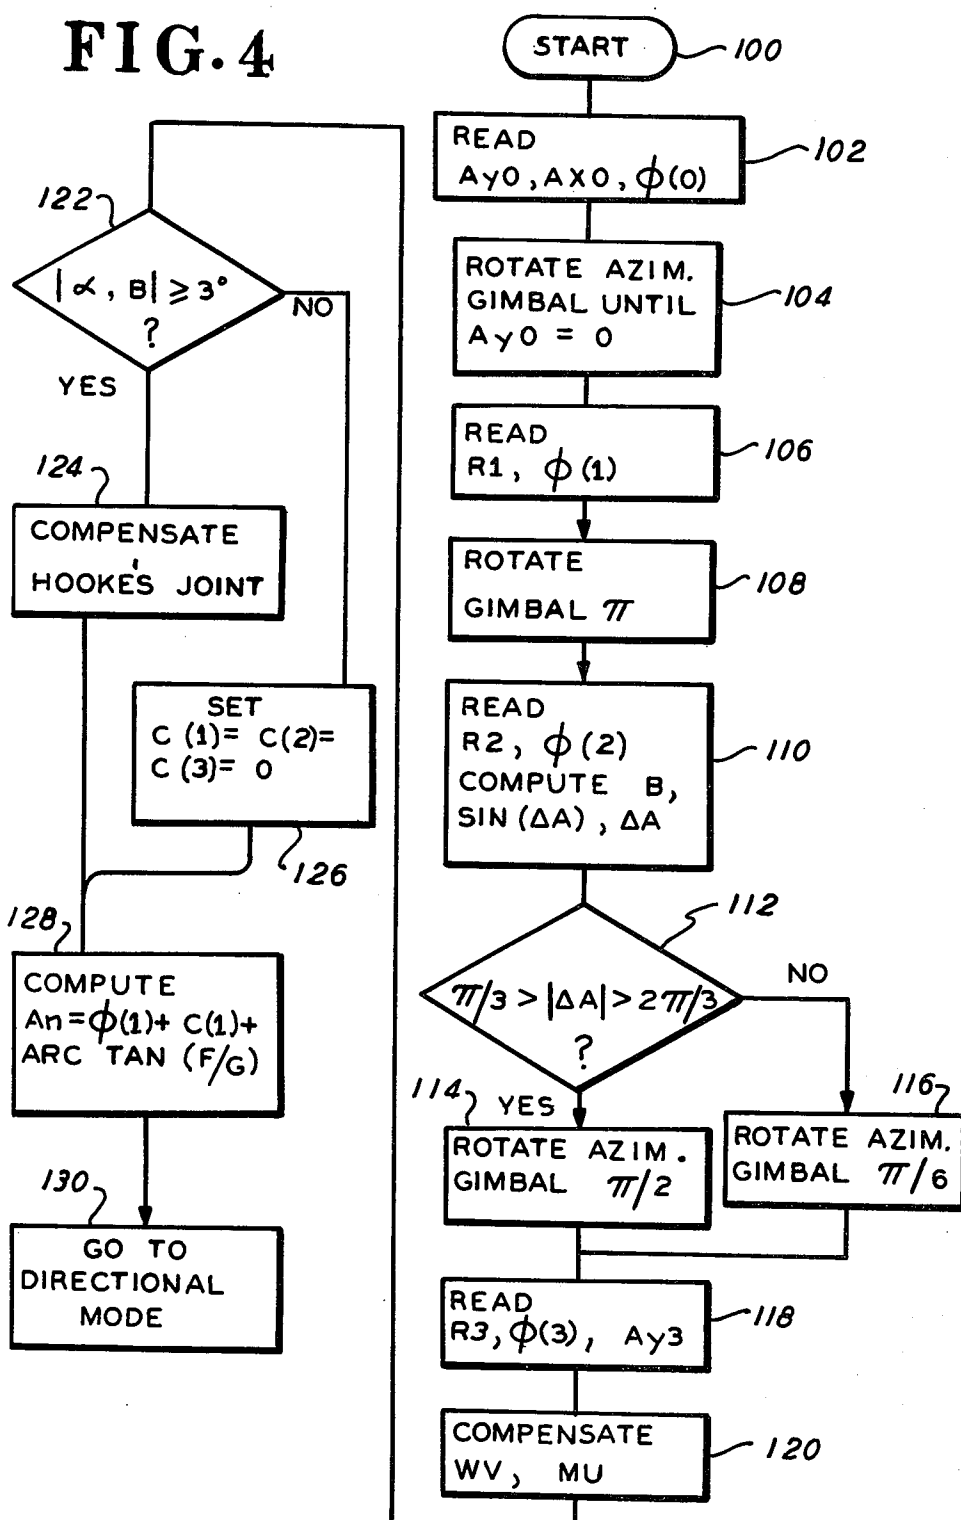 FIG. 4
START
100
READ
Ay0, AX0, ϕ(0)
102
ROTATE AZIM.
GIMBAL UNTIL
Ay0 = 0
104
READ
R1, ϕ(1)
106
ROTATE
GIMBAL π
108
READ
R2, ϕ(2)
COMPUTE B,
SIN(ΔA), ΔA
110
π/3 > |ΔA| > 2π/3
?
112
NO
YES
114
ROTATE AZIM.
GIMBAL π/2
116
ROTATE AZIM.
GIMBAL π/6
READ
R3, ϕ(3), Ay3
118
COMPENSATE
WV, MU
120
122
|α, B| ≥ 3°
?
NO
YES
124
COMPENSATE
HOOKE'S JOINT
SET
C(1)= C(2)=
C(3)= 0
126
128
COMPUTE
An=ϕ(1)+ C(1)+
ARC TAN (F/G)
130
GO TO
DIRECTIONAL
MODE